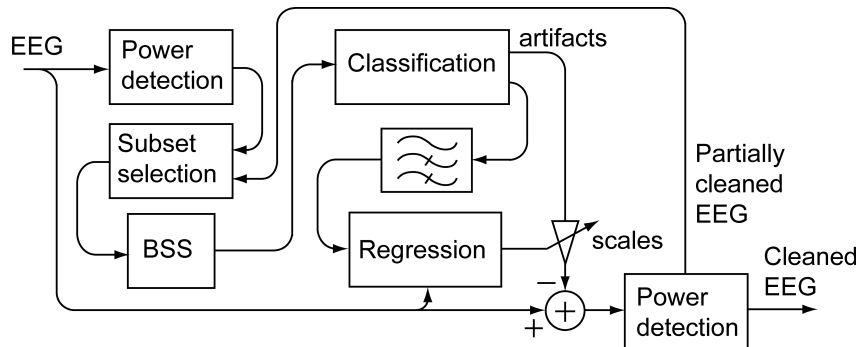 EEG
Power
detection
Classification
artifacts
Subset
selection
Partially
cleaned
EEG
BSS
Regression
scales
Cleaned
EEG
−
+
+
Power
detection